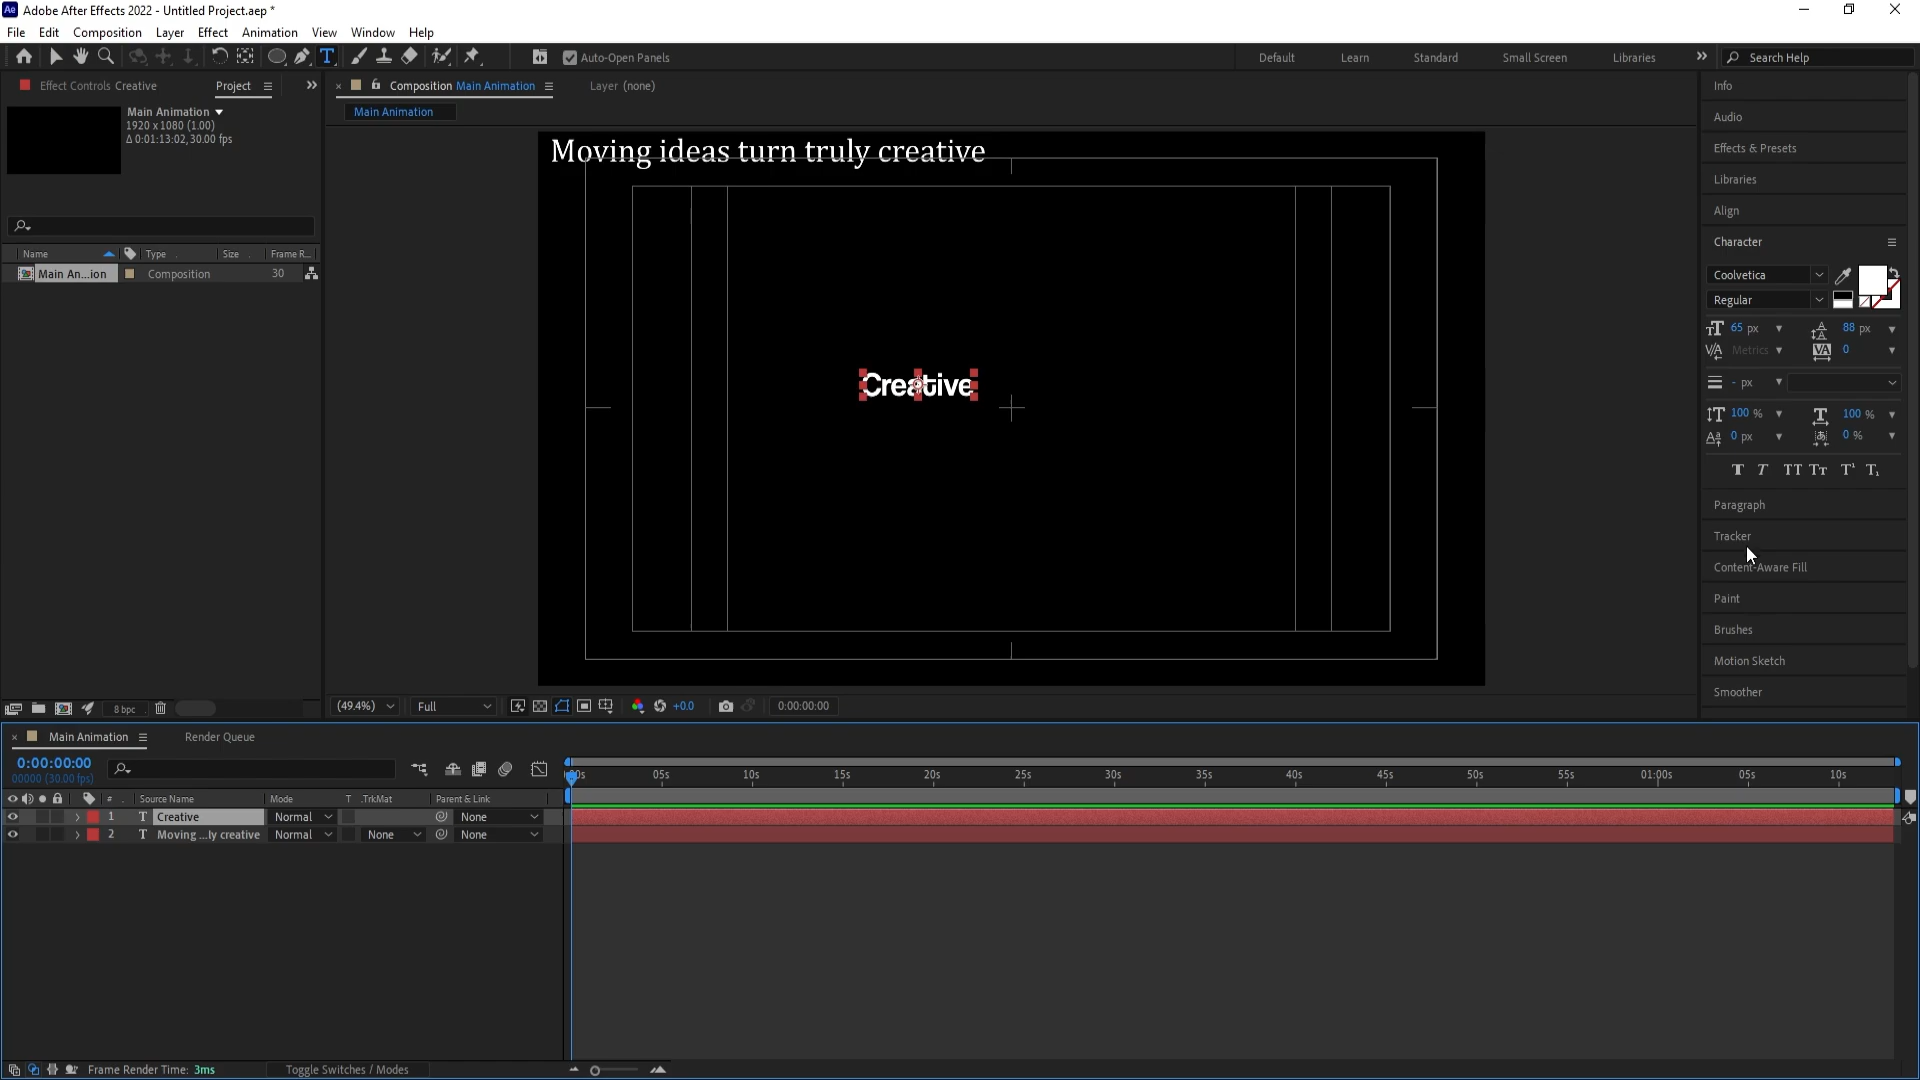 Adobe After Effects 2022 - Untitled Project.aep *
File Edit Composition Layer Effect Animation View Window Help
Auto-Open Panels
Default Learn Standard Small Screen Libraries Search Help
Effect Controls Creative
Project
Composition Main Animation
Layer (none)
Main Animation
1920 x 1080 (1.00)
Δ 0:01:13:02, 30.00 fps
Main Animation
Moving ideas turn truly creative
Creative
Name Type Size Frame R...
Main An...ion Composition 30
8 bpc
(49.4%) Full +0.0 0:00:00:00
Info
Audio
Effects & Presets
Libraries
Align
Character
Coolvetica
Regular
65 px 88 px
Metrics 0
- px
100 % 100 %
0 px 0 %
T T TT Tт T¹ T₁
Paragraph
Tracker
Content-Aware Fill
Paint
Brushes
Motion Sketch
Smoother
Main Animation Render Queue
0:00:00:00
00000 (30.00 fps)
05s 10s 15s 20s 25s 30s 35s 40s 45s 50s 55s 01:00s 05s 10s
# Source Name Mode T .TrkMat Parent & Link
1 T Creative Normal None
2 T Moving ...ly creative Normal None None
Frame Render Time: 3ms Toggle Switches / Modes